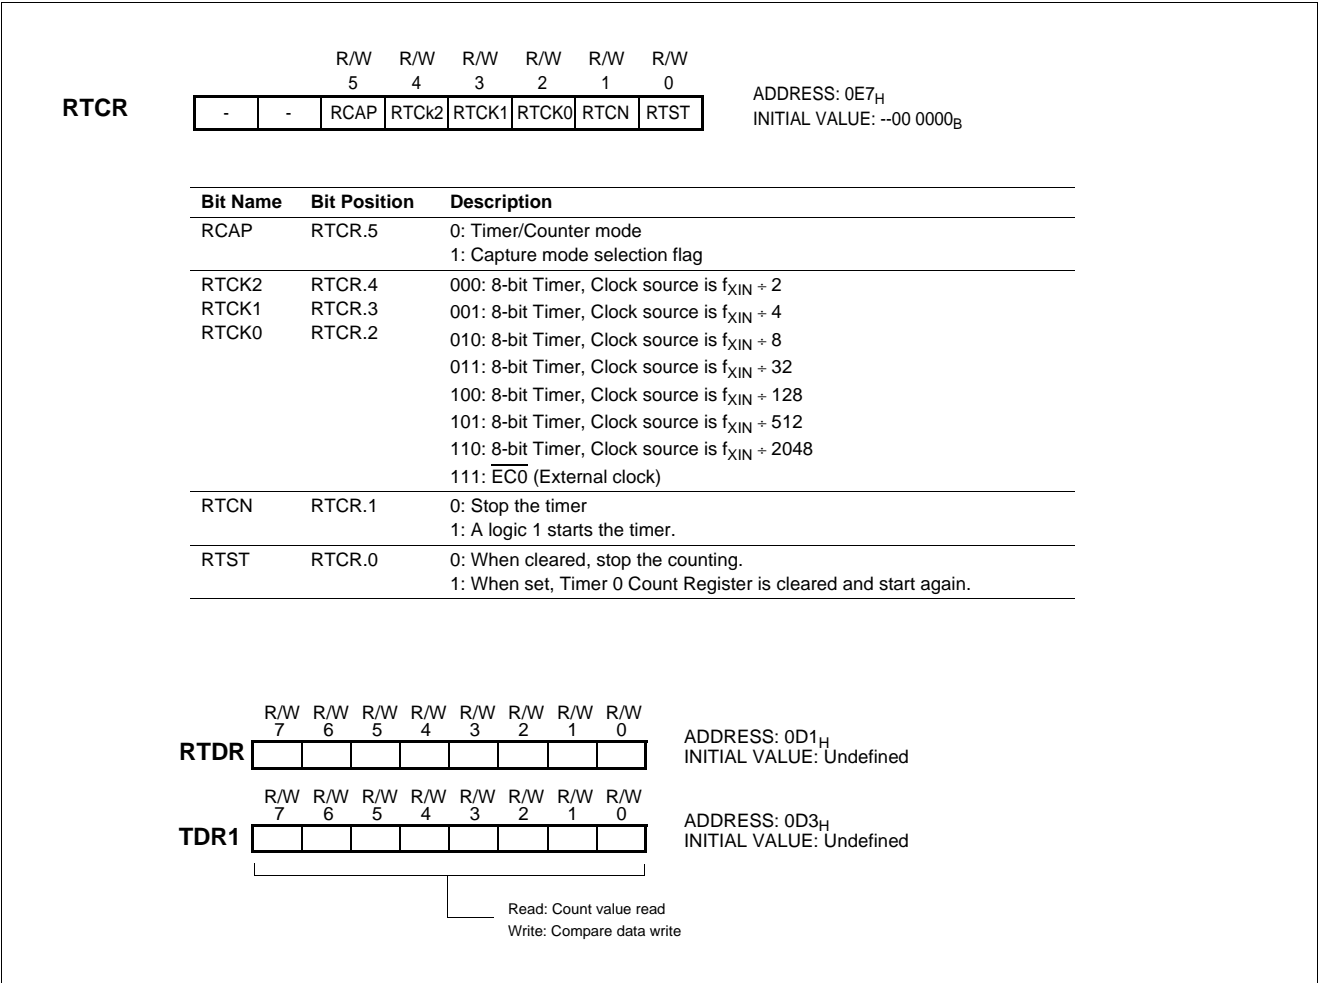 R/W R/W R/W R/W R/W R/W
5 4 3 2 1 0
RTCR - - RCAP RTCk2 RTCK1 RTCK0 RTCN RTST
ADDRESS: 0E7H
INITIAL VALUE: --00 0000B
Bit Name Bit Position Description
RCAP RTCR.5 0: Timer/Counter mode
1: Capture mode selection flag
RTCK2 RTCR.4 000: 8-bit Timer, Clock source is fXIN ÷ 2
RTCK1 RTCR.3 001: 8-bit Timer, Clock source is fXIN ÷ 4
RTCK0 RTCR.2 010: 8-bit Timer, Clock source is fXIN ÷ 8
011: 8-bit Timer, Clock source is fXIN ÷ 32
100: 8-bit Timer, Clock source is fXIN ÷ 128
101: 8-bit Timer, Clock source is fXIN ÷ 512
110: 8-bit Timer, Clock source is fXIN ÷ 2048
111: EC0 (External clock)
RTCN RTCR.1 0: Stop the timer
1: A logic 1 starts the timer.
RTST RTCR.0 0: When cleared, stop the counting.
1: When set, Timer 0 Count Register is cleared and start again.
R/W R/W R/W R/W R/W R/W R/W R/W
7 6 5 4 3 2 1 0
RTDR
ADDRESS: 0D1H
INITIAL VALUE: Undefined
R/W R/W R/W R/W R/W R/W R/W R/W
7 6 5 4 3 2 1 0
TDR1
ADDRESS: 0D3H
INITIAL VALUE: Undefined
Read: Count value read
Write: Compare data write